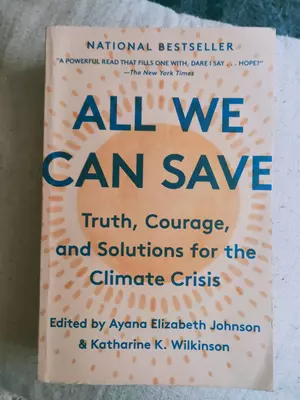 NATIONAL BESTSELLER
"A POWERFUL READ THAT FILLS ONE WITH, DARE I SAY . . . HOPE?"
—The New York Times
ALL WE
CAN SAVE
Truth, Courage,
and Solutions for the
Climate Crisis
Edited by Ayana Elizabeth Johnson
& Katharine K. Wilkinson